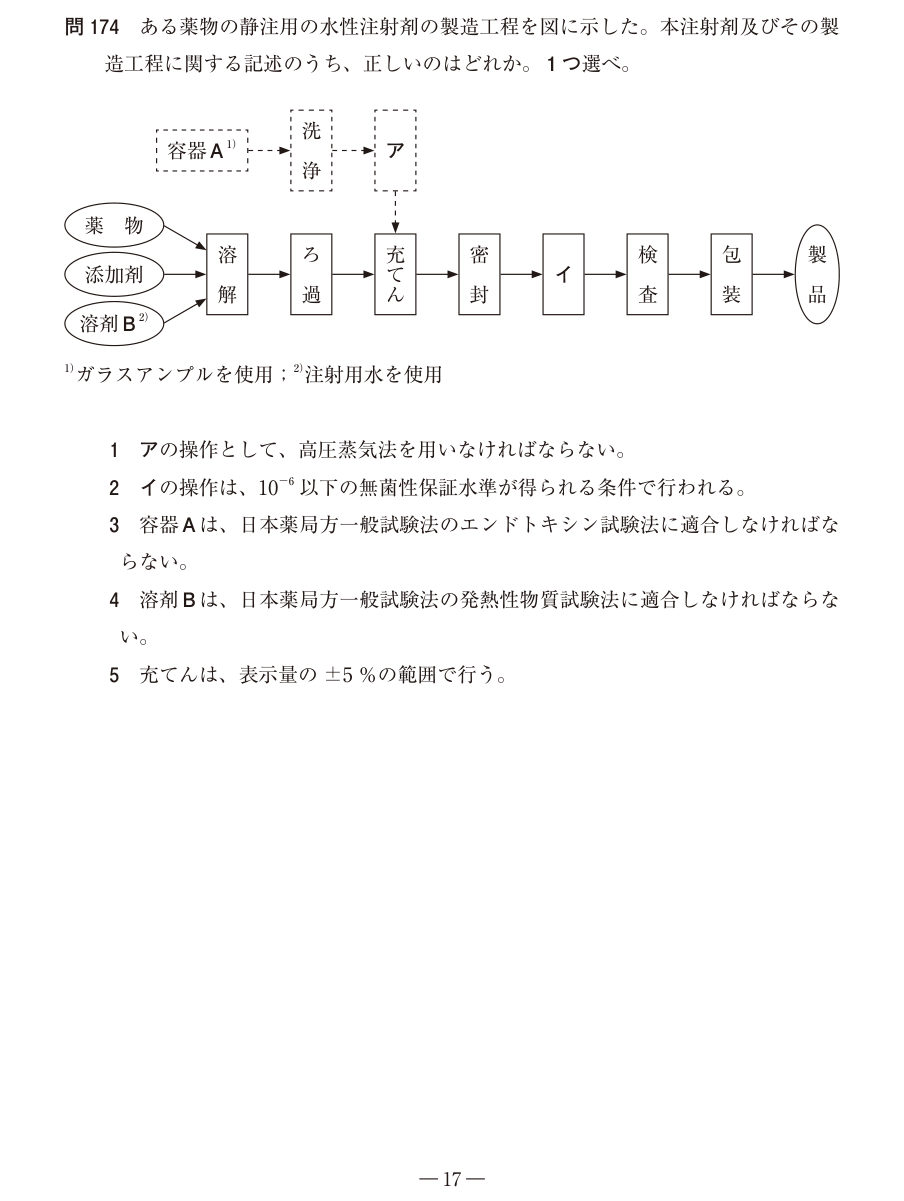 問 174　ある薬物の静注用の水性注射剤の製造工程を図に示した。本注射剤及びその製
造工程に関する記述のうち、正しいのはどれか。1 つ選べ。
容器 A 1)
洗浄
ア
薬　物
添加剤
溶剤 B 2)
溶解
ろ過
充てん
密封
イ
検査
包装
製品
1) ガラスアンプルを使用；2) 注射用水を使用
1　アの操作として、高圧蒸気法を用いなければならない。
2　イの操作は、10−6 以下の無菌性保証水準が得られる条件で行われる。
3　容器 A は、日本薬局方一般試験法のエンドトキシン試験法に適合しなければな
らない。
4　溶剤 B は、日本薬局方一般試験法の発熱性物質試験法に適合しなければならな
い。
5　充てんは、表示量の ±5 %の範囲で行う。
― 17 ―